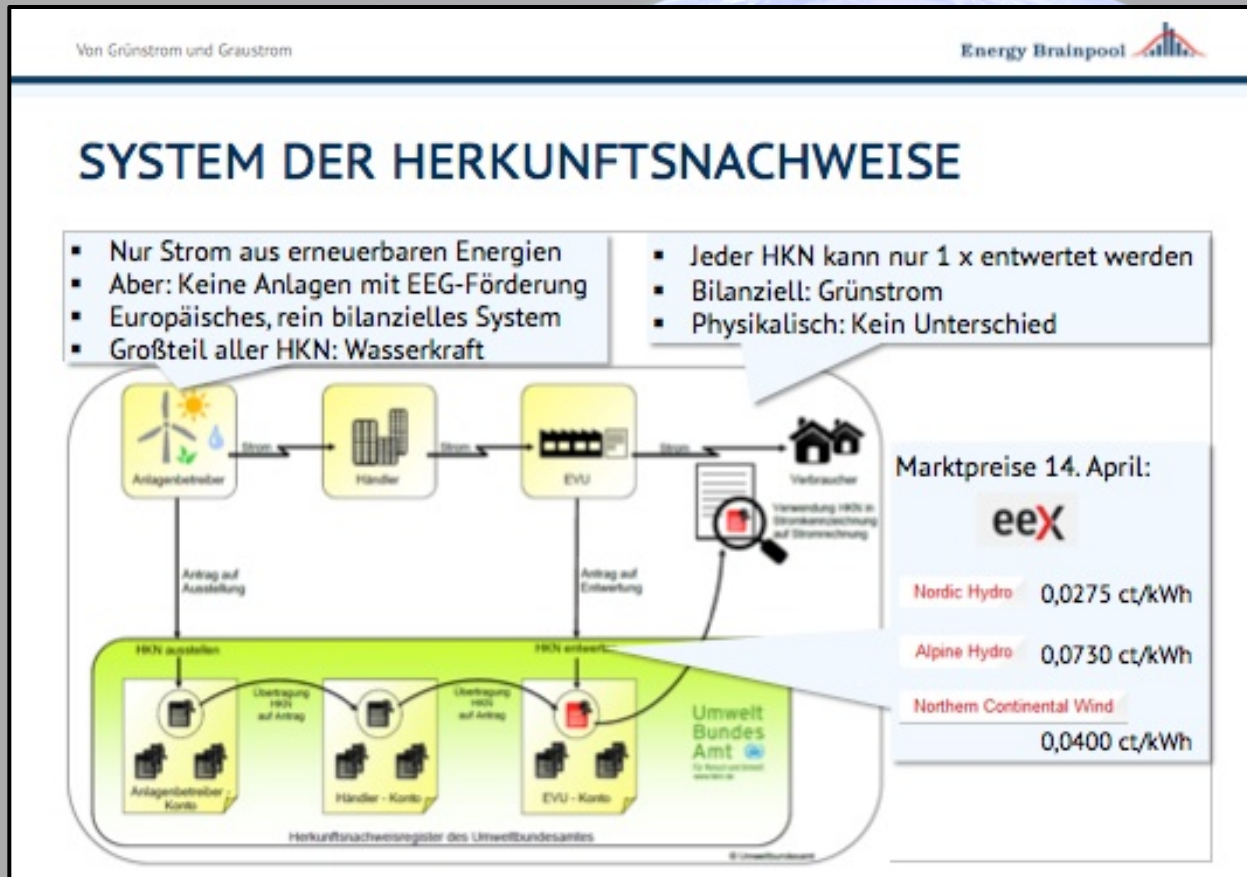 Von Grünstrom und Graustrom
Energy Brainpool
SYSTEM DER HERKUNFTSNACHWEISE
▪ Nur Strom aus erneuerbaren Energien
▪ Aber: Keine Anlagen mit EEG-Förderung
▪ Europäisches, rein bilanzielles System
▪ Großteil aller HKN: Wasserkraft
▪ Jeder HKN kann nur 1 x entwertet werden
▪ Bilanziell: Grünstrom
▪ Physikalisch: Kein Unterschied
Anlagenbetreiber
Strom
Händler
Strom
EVU
Strom
Verbraucher
Verwendung HKN in
Stromkennzeichnung
auf Stromrechnung
Antrag auf
Ausstellung
Antrag auf
Entwertung
HKN ausstellen
HKN entwert
Übertragung
HKN
auf Antrag
Übertragung
HKN
auf Antrag
Umwelt
Bundes
Amt
Anlagenbetreiber -
Konto
Händler - Konto
EVU - Konto
Herkunftsnachweisregister des Umweltbundesamtes
© Umweltbundesamt
Marktpreise 14. April:
eex
Nordic Hydro 0,0275 ct/kWh
Alpine Hydro 0,0730 ct/kWh
Northern Continental Wind
0,0400 ct/kWh